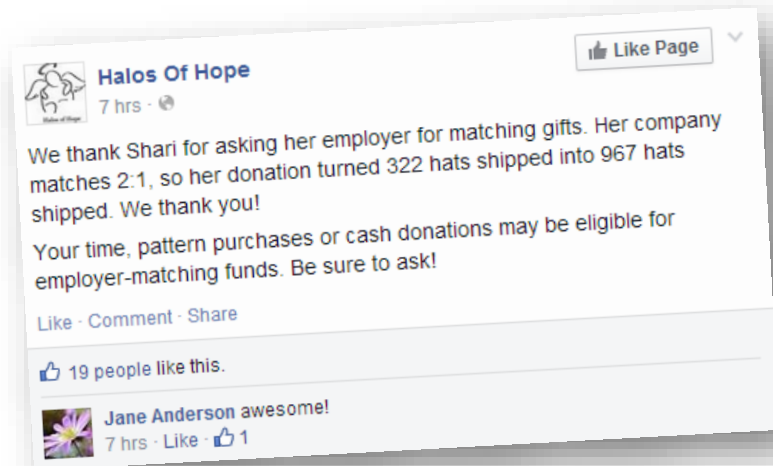 Halos Of Hope
Like Page
7 hrs ·
Halos of Hope
We thank Shari for asking her employer for matching gifts. Her company
matches 2:1, so her donation turned 322 hats shipped into 967 hats
shipped. We thank you!
Your time, pattern purchases or cash donations may be eligible for
employer-matching funds. Be sure to ask!
Like · Comment · Share
19 people like this.
Jane Anderson awesome!
7 hrs · Like · 1